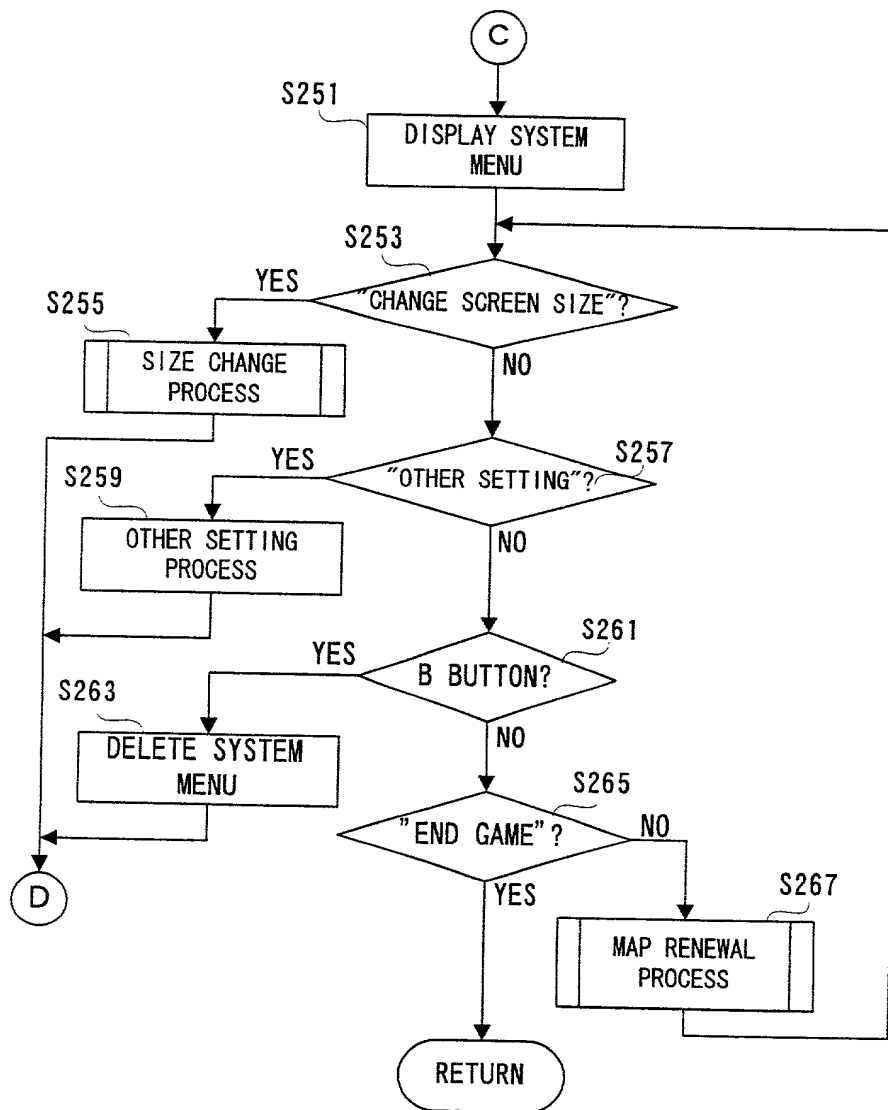 C
S251
DISPLAY SYSTEM
MENU
S253
YES
"CHANGE SCREEN SIZE"?
S255
NO
SIZE CHANGE
PROCESS
S257
YES
"OTHER SETTING"?
S259
NO
OTHER SETTING
PROCESS
S261
YES
B BUTTON?
S263
NO
DELETE SYSTEM
MENU
S265
"END GAME"?
NO
YES
D
S267
MAP RENEWAL
PROCESS
RETURN